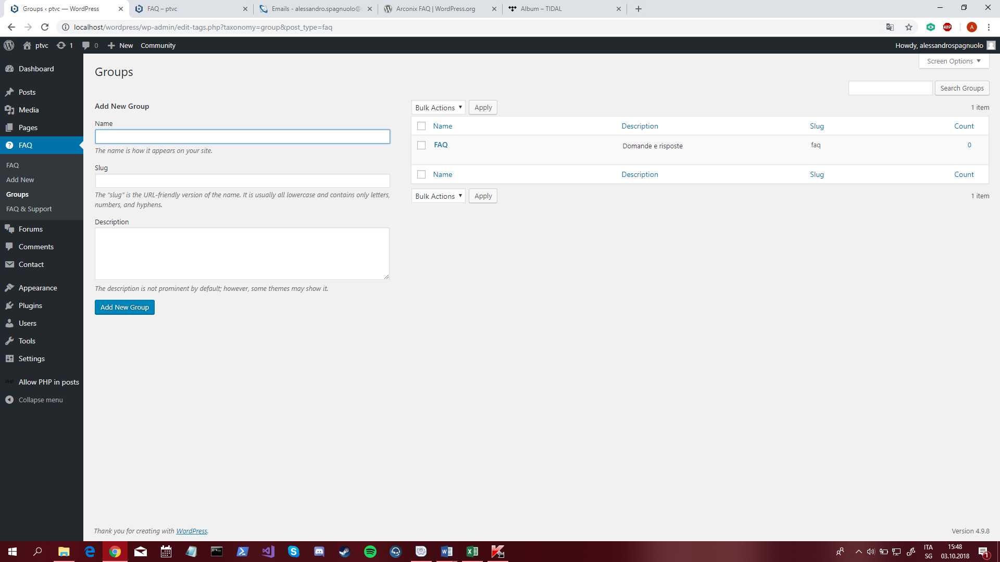 Groups ‹ ptvc — WordPress
FAQ – ptvc
Emails - alessandro.spagnuolo@
Arconix FAQ | WordPress.org
Album – TIDAL
localhost/wordpress/wp-admin/edit-tags.php?taxonomy=group&post_type=faq
ABP
A
ptvc
1
0
New
Community
Howdy, alessandrospagnuolo
Dashboard
Posts
Media
Pages
FAQ
FAQ
Add New
Groups
FAQ & Support
Forums
Comments
Contact
Appearance
Plugins
Users
Tools
Settings
PHP
Allow PHP in posts
Collapse menu
Screen Options
Groups
Search Groups
Add New Group
Name
The name is how it appears on your site.
Slug
The “slug” is the URL-friendly version of the name. It is usually all lowercase and contains only letters,
numbers, and hyphens.
Description
The description is not prominent by default; however, some themes may show it.
Add New Group
Bulk Actions
Apply
1 item
Name
Description
Slug
Count
FAQ
Domande e risposte
faq
0
Name
Description
Slug
Count
Bulk Actions
Apply
1 item
Thank you for creating with WordPress.
Version 4.9.8
ITA
SG
15:48
03.10.2018
1